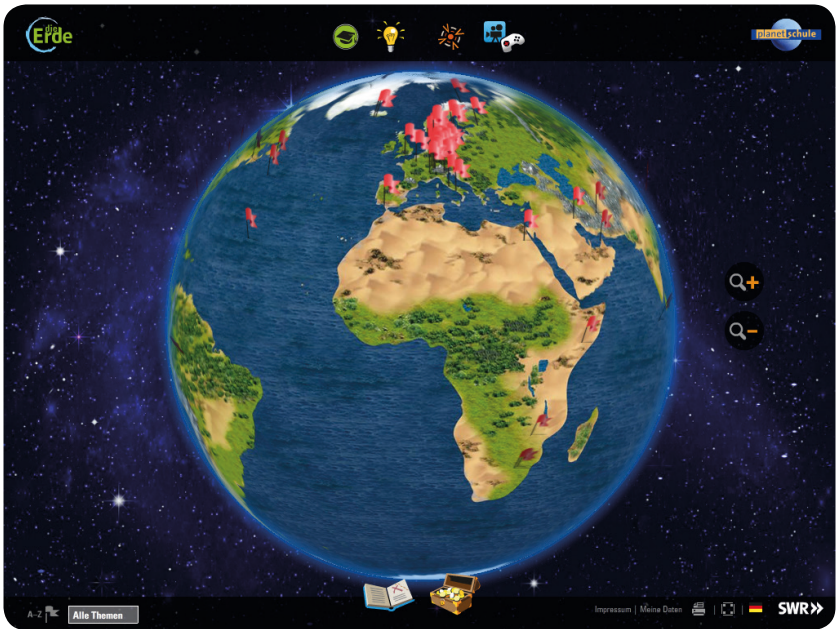 die
Erde
planet schule
A-Z
Alle Themen
Impressum | Meine Daten
SWR